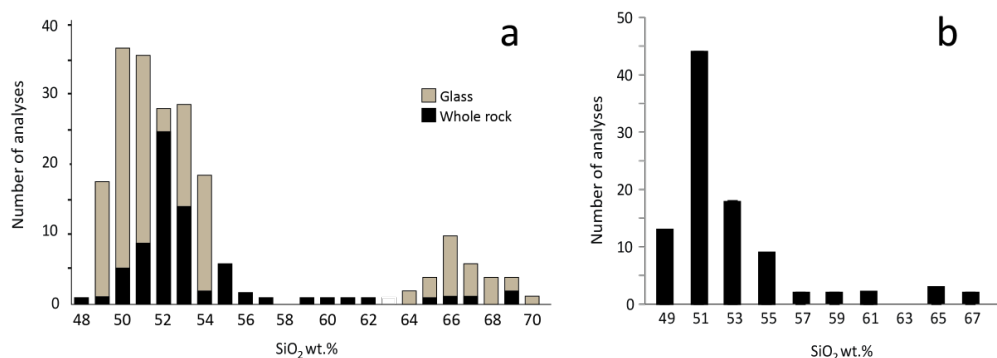 a
Number of analyses
40
30
20
10
0
Glass
Whole rock
48 50 52 54 56 58 60 62 64 66 68 70
SiO₂ wt.%
b
Number of analyses
50
40
30
20
10
0
49 51 53 55 57 59 61 63 65 67
SiO₂ wt.%